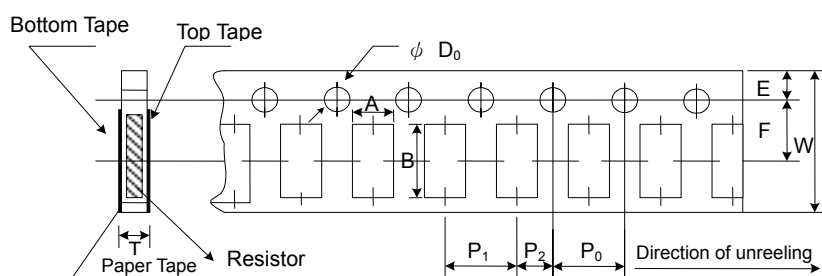 Bottom Tape
Top Tape
ψ D₀
E
A
F
W
B
T
Paper Tape
Resistor
P₁
P₂
P₀
Direction of unreeling